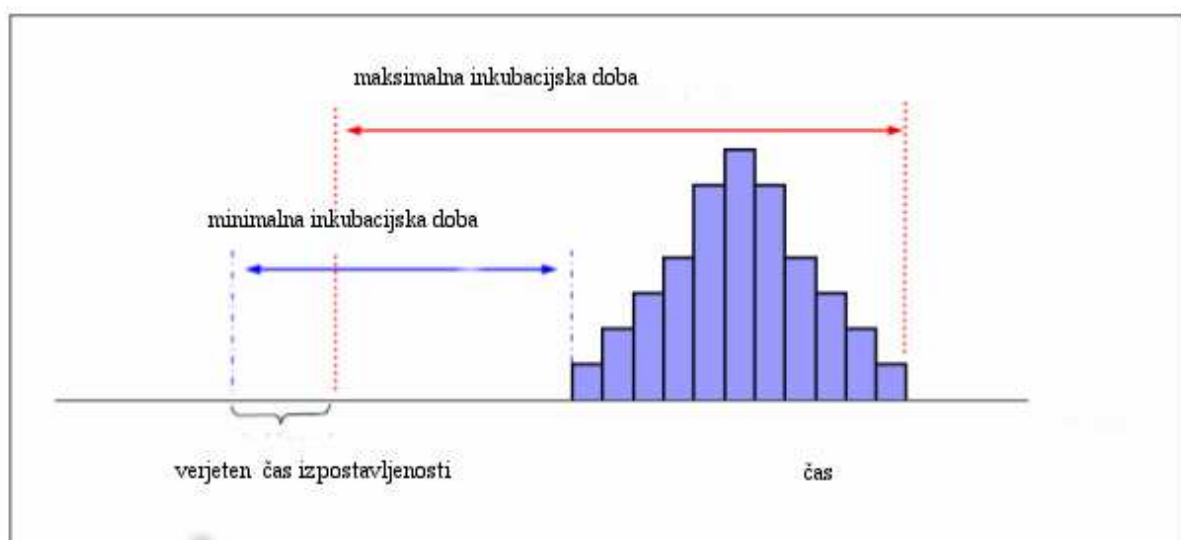 maksimalna inkubacijska doba
minimalna inkubacijska doba
verjeten čas izpostavljenosti
čas